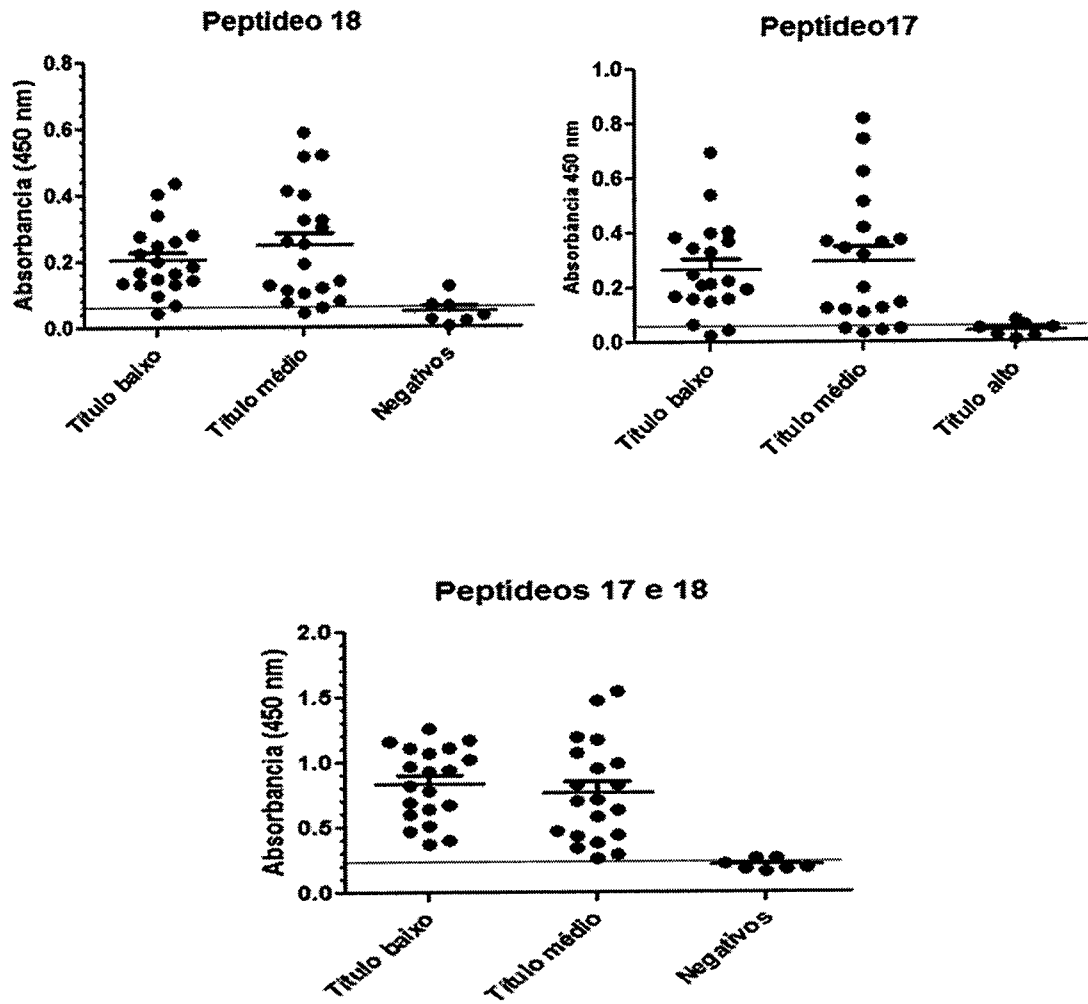 Peptideo 18
Absorbancia (450 nm)
0.8
0.6
0.4
0.2
0.0
Título baixo
Título médio
Negativos
Peptideo17
Absorbância 450 nm
1.0
0.8
0.6
0.4
0.2
0.0
Título baixo
Título médio
Título alto
Peptideos 17 e 18
Absorbancia (450 nm)
2.0
1.5
1.0
0.5
0.0
Título baixo
Título médio
Negativos